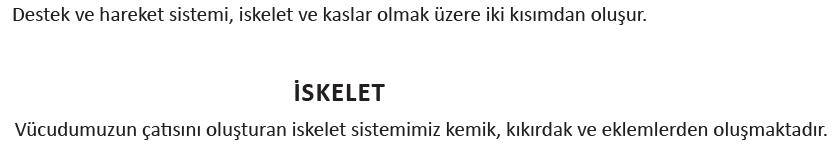 Destek ve hareket sistemi, iskelet ve kaslar olmak üzere iki kısımdan oluşur.
İSKELET
Vücudumuzun çatısını oluşturan iskelet sistemimiz kemik, kıkırdak ve eklemlerden oluşmaktadır.